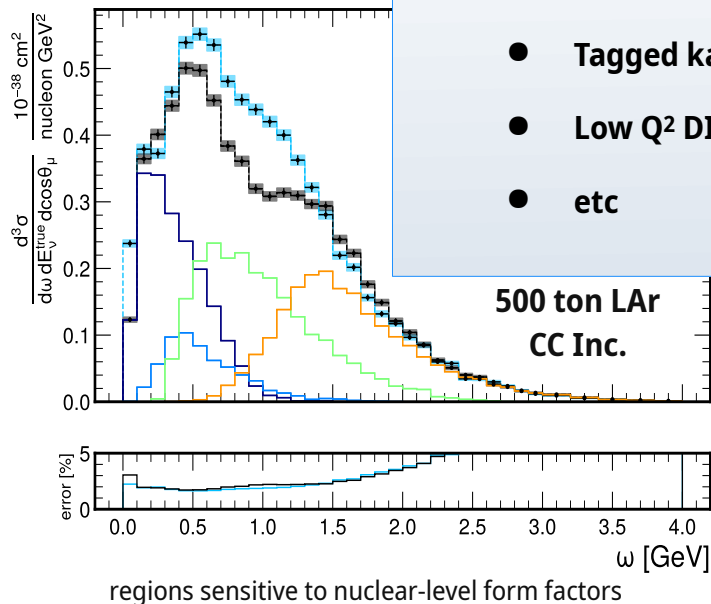 d³σ / dω dEᵥᵗʳᵘᵉ dcosθμ 10⁻³⁸ cm² / nucleon GeV²
0.5
0.4
0.3
0.2
0.1
0.0
• Tagged ka
• Low Q² DI
• etc
500 ton LAr
CC Inc.
error [%]
5
0
0.0 0.5 1.0 1.5 2.0 2.5 3.0 3.5 4.0
ω [GeV]
regions sensitive to nuclear-level form factors